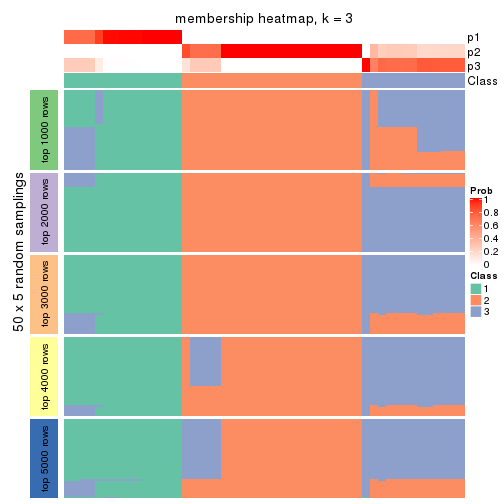 membership heatmap, k = 3
p1
p2
p3
Class
50 x 5 random samplings
top 1000 rows
top 2000 rows
top 3000 rows
top 4000 rows
top 5000 rows
Prob
1
0.8
0.6
0.4
0.2
0
Class
1
2
3